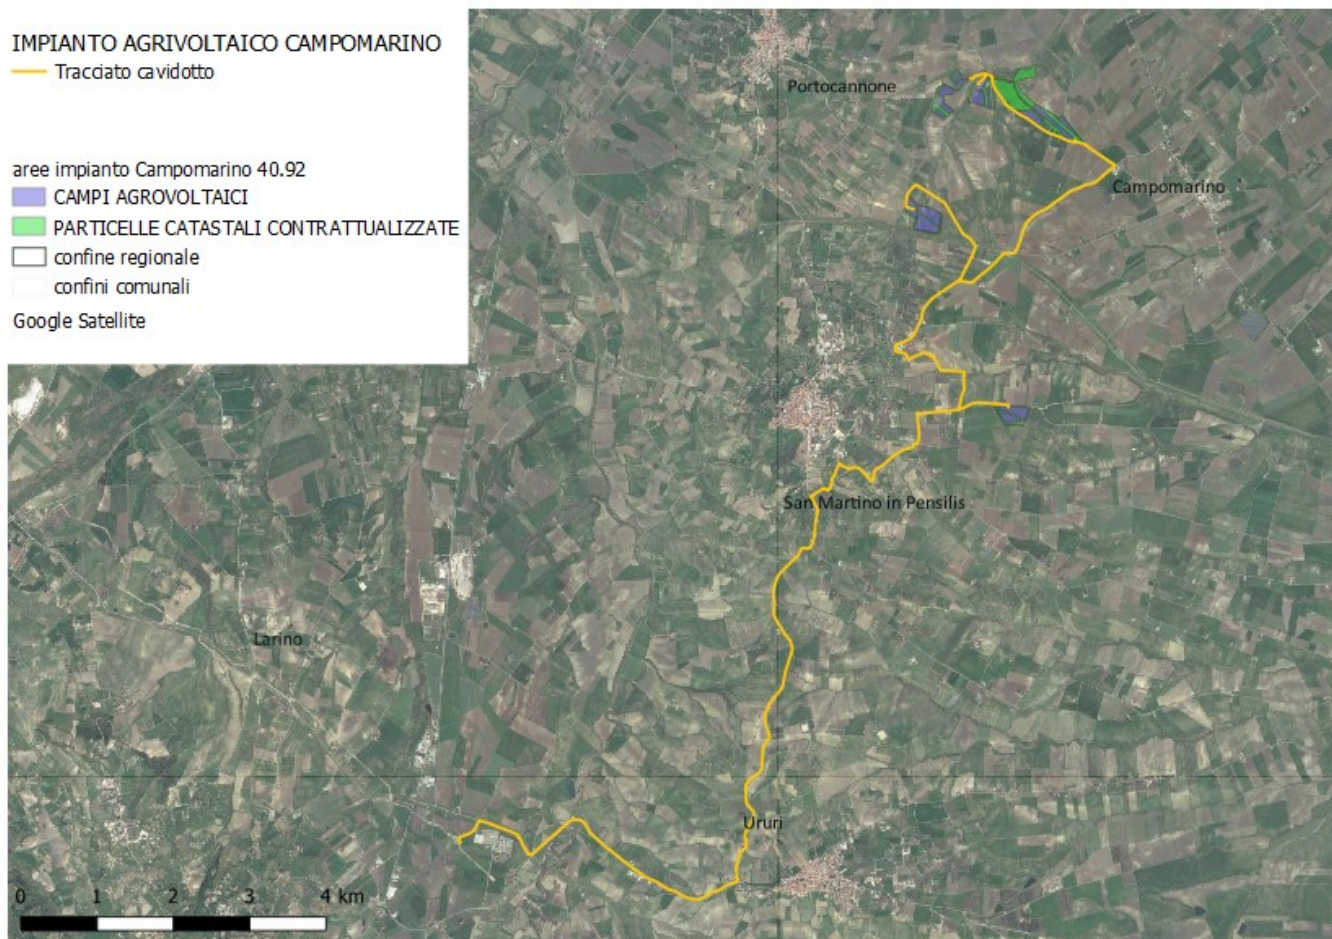 IMPIANTO AGRIVOLTAICO CAMPOMARINO
Tracciato cavidotto
aree impianto Campomarino 40.92
CAMPI AGROVOLTAICI
PARTICELLE CATASTALI CONTRATTUALIZZATE
confine regionale
confini comunali
Google Satellite
Portocannone
Campomarino
San Martino in Pensilis
Larino
Ururi
0 1 2 3 4 km